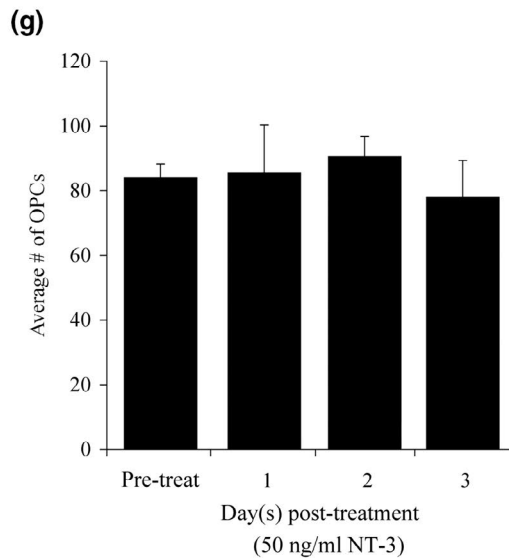 (g)
120
100
80
60
40
20
0
Average # of OPCs
Pre-treat 1 2 3
Day(s) post-treatment
(50 ng/ml NT-3)